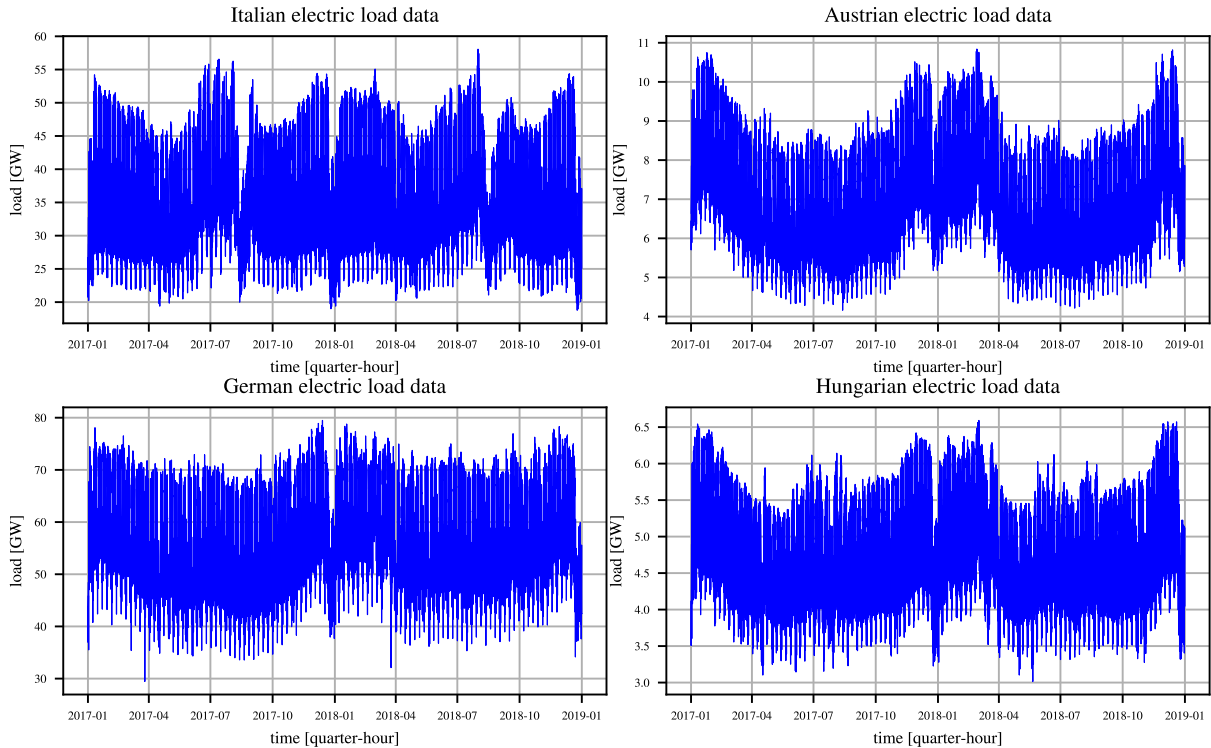 Italian electric load data
60
55
50
45
40
35
30
25
20
load [GW]
2017-01 2017-04 2017-07 2017-10 2018-01 2018-04 2018-07 2018-10 2019-01
time [quarter-hour]
Austrian electric load data
11
10
9
8
7
6
5
4
load [GW]
2017-01 2017-04 2017-07 2017-10 2018-01 2018-04 2018-07 2018-10 2019-01
time [quarter-hour]
German electric load data
80
70
60
50
40
30
load [GW]
2017-01 2017-04 2017-07 2017-10 2018-01 2018-04 2018-07 2018-10 2019-01
time [quarter-hour]
Hungarian electric load data
6.5
6.0
5.5
5.0
4.5
4.0
3.5
3.0
load [GW]
2017-01 2017-04 2017-07 2017-10 2018-01 2018-04 2018-07 2018-10 2019-01
time [quarter-hour]